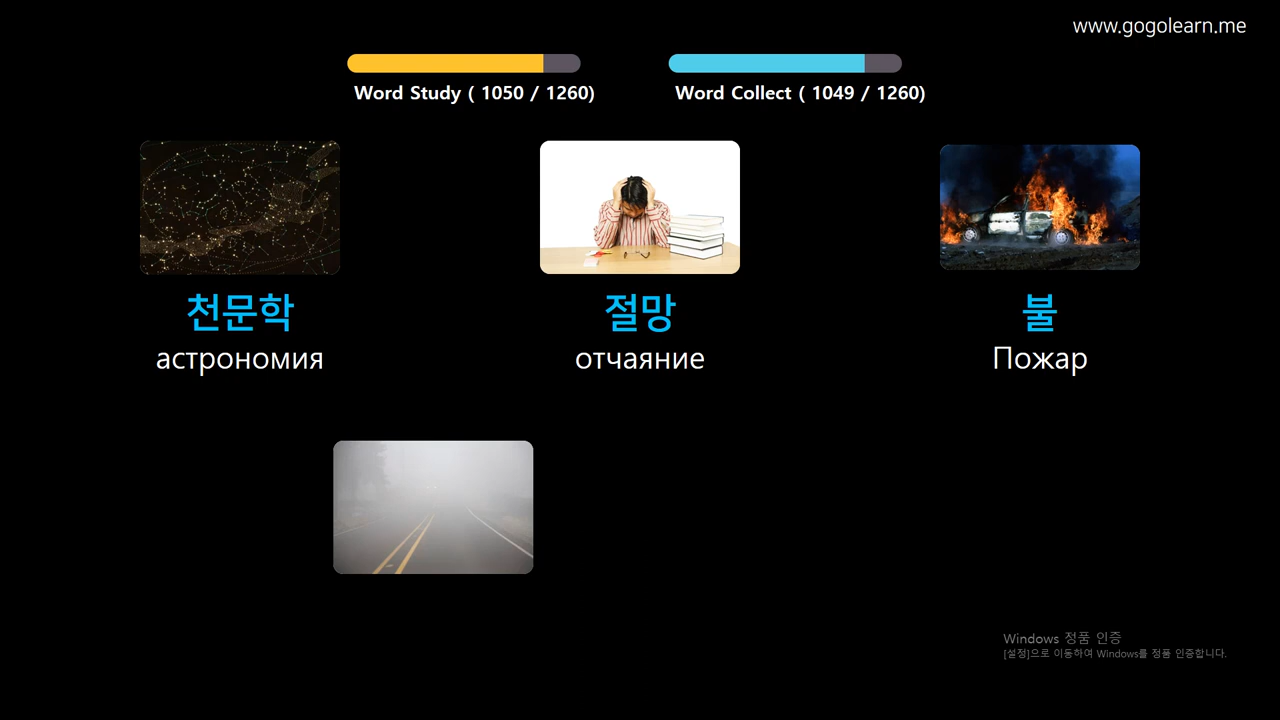 www.gogolearn.me
Word Study ( 1050 / 1260)
Word Collect ( 1049 / 1260)
천문학
астрономия
절망
отчаяние
불
Пожар
Windows 정품 인증
[설정]으로 이동하여 Windows를 정품 인증합니다.